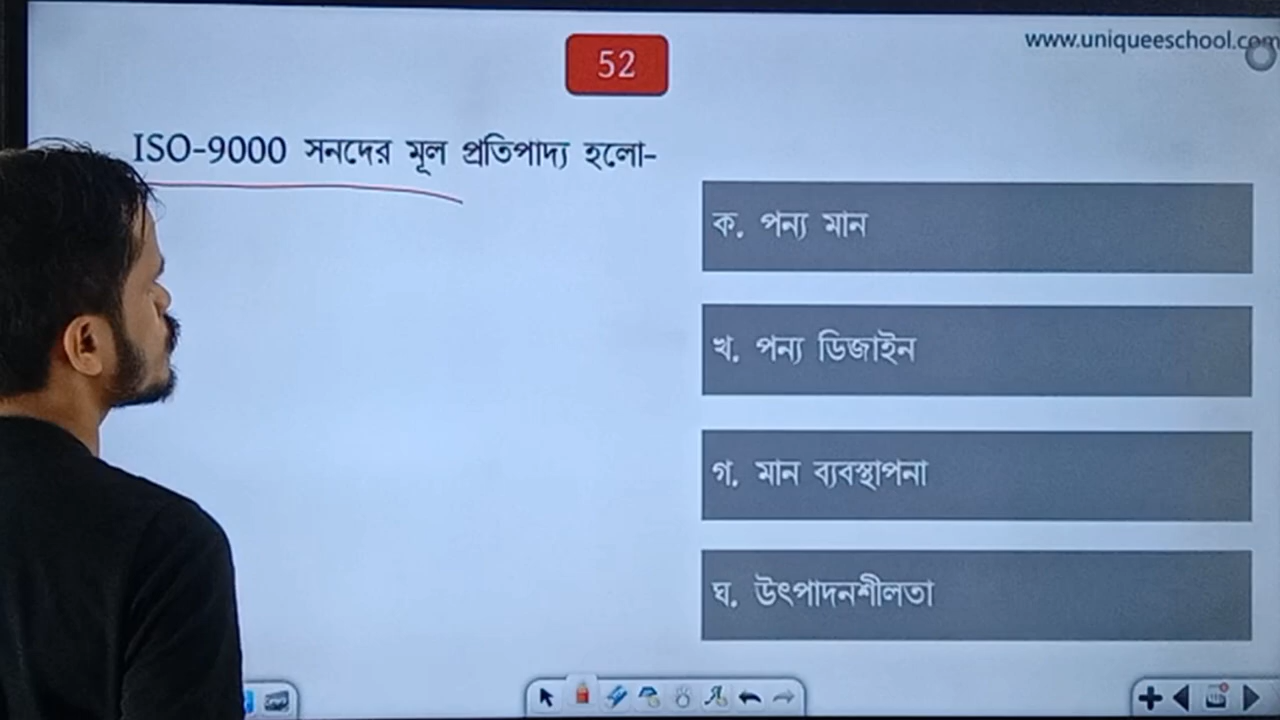 52
www.uniqueeschool.com
ISO-9000 সনদের মূল প্রতিপাদ্য হলো-
ক. পন্য মান
খ. পন্য ডিজাইন
গ. মান ব্যবস্থাপনা
ঘ. উৎপাদনশীলতা